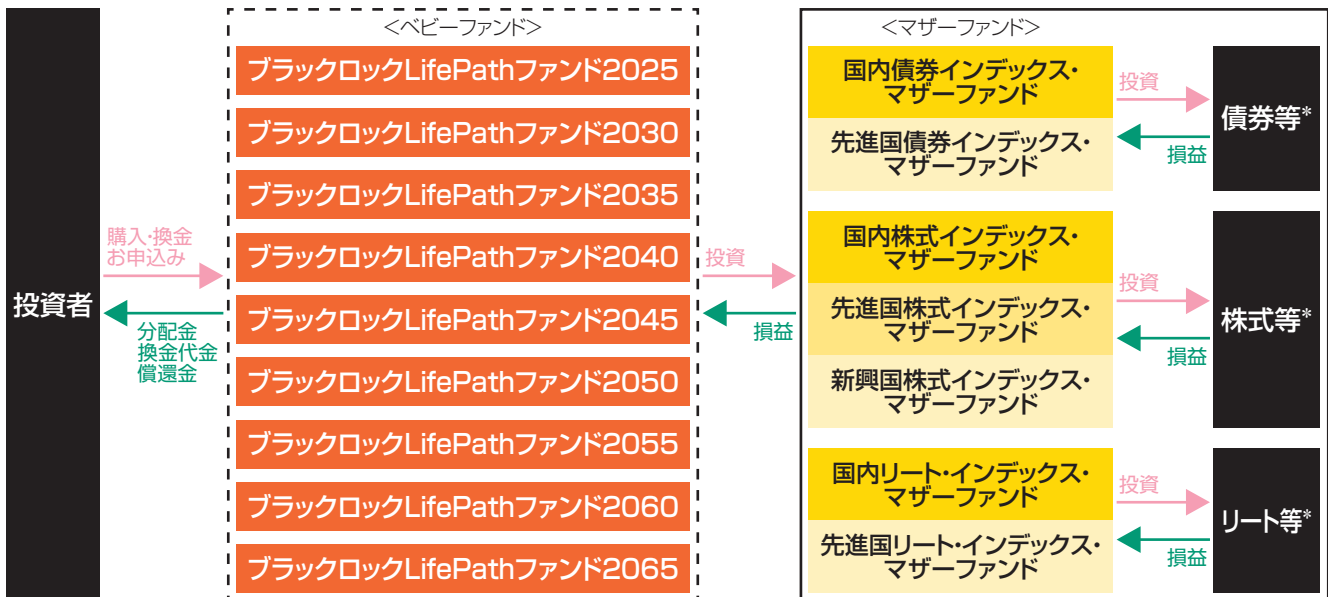 投資者
購入・換金
お申込み
分配金
換金代金
償還金
<ベビーファンド>
ブラックロックLifePathファンド2025
ブラックロックLifePathファンド2030
ブラックロックLifePathファンド2035
ブラックロックLifePathファンド2040
ブラックロックLifePathファンド2045
ブラックロックLifePathファンド2050
ブラックロックLifePathファンド2055
ブラックロックLifePathファンド2060
ブラックロックLifePathファンド2065
投資
損益
<マザーファンド>
国内債券インデックス・
マザーファンド
先進国債券インデックス・
マザーファンド
投資
損益
債券等*
国内株式インデックス・
マザーファンド
先進国株式インデックス・
マザーファンド
新興国株式インデックス・
マザーファンド
投資
損益
株式等*
国内リート・インデックス・
マザーファンド
先進国リート・インデックス・
マザーファンド
投資
損益
リート等*